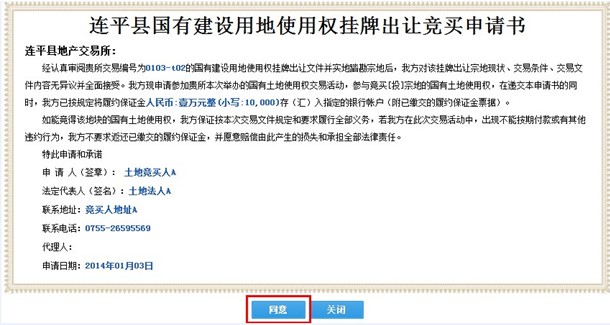 连平县国有建设用地使用权挂牌出让竞买申请书
连平县地产交易所：
经认真审阅贵所交易编号为0103-t02的国有建设用地使用权挂牌出让文件并实地踏勘宗地后，我方对该挂牌出让宗地现状、交易条件、交易文
件内容无异议并全面接受。我方现申请参加贵所本次举办的国有土地使用权交易活动，参与竞买(投)宗地的国有土地使用权，在递交本申请书的同
时，我方已按规定将履约保证金人民币:壹万元整(小写:10,000)存（汇）入指定的银行帐户（附已缴交的履约保证金票据）。
如能竞得该地块的国有土地使用权，我方保证按本次交易文件规定和要求履行全部义务，若我方在此次交易活动中，出现不能按期付款或有其他
违约行为，我方不要求返还已缴交的履约保证金，并愿意赔偿由此产生的损失和承担全部法律责任。
特此申请和承诺
申 请 人（签章）： 土地竞买人A
法定代表人（签名）：土地法人A
联系地址：竞买人地址A
联系电话：0755-26595569
代理人：
申请日期：2014年01月03日
同意 关闭